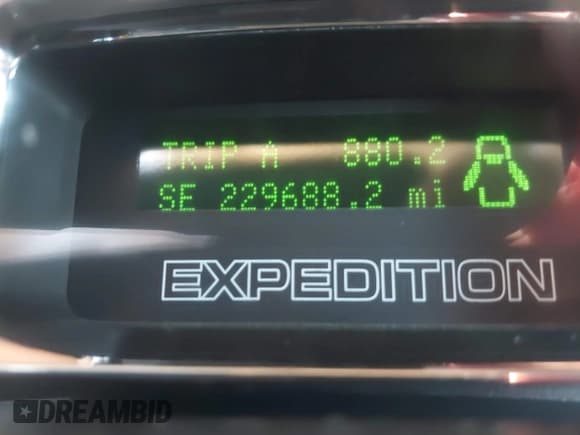 TRIP A 880.2
SE 229688.2 mi
EXPEDITION
DREAMBID